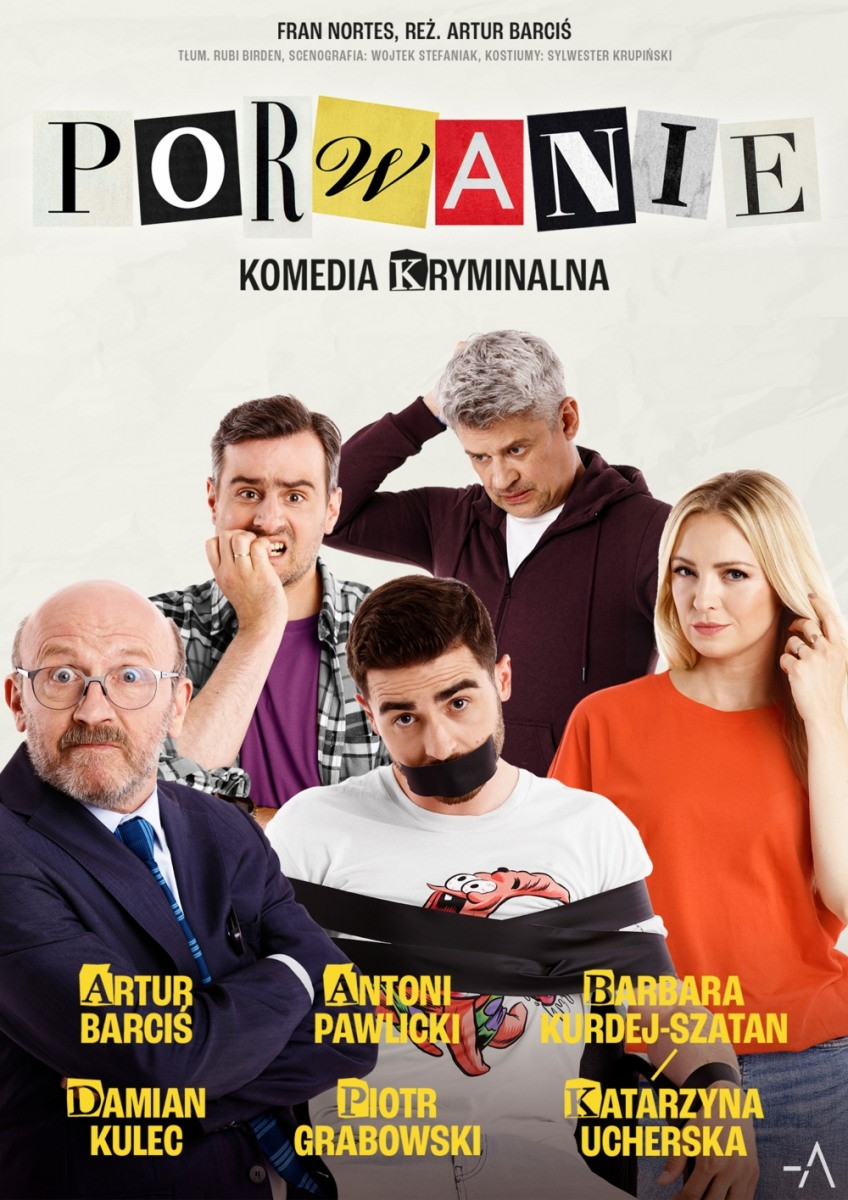 FRAN NORTES, REŻ. ARTUR BARCIŚ
TŁUM. RUBI BIRDEN, SCENOGRAFIA: WOJTEK STEFANIAK, KOSTIUMY: SYLWESTER KRUPIŃSKI
PORWANIE
KOMEDIA KRYMINALNA
ARTUR BARCIŚ
ANTONI PAWLICKI
BARBARA KURDEJ-SZATAN /
DAMIAN KULEC
PIOTR GRABOWSKI
KATARZYNA UCHERSKA